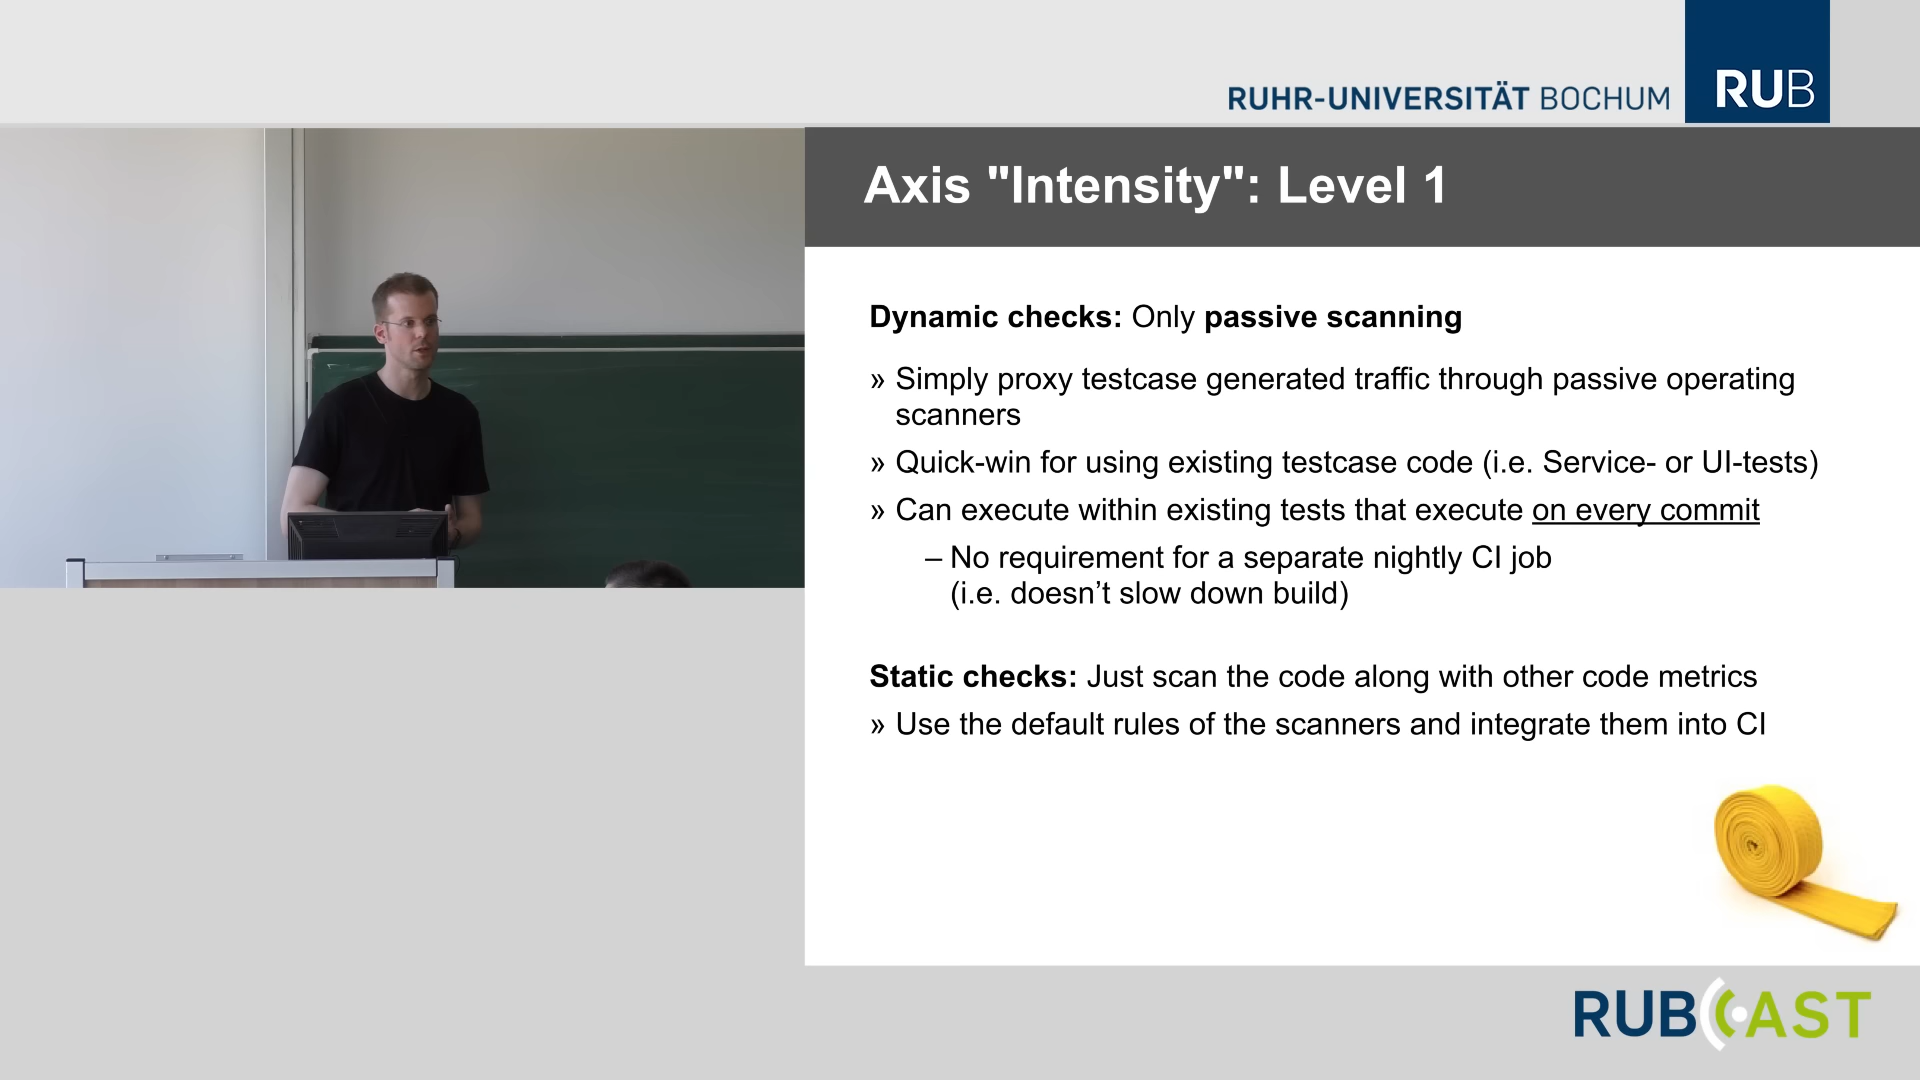 RUHR-UNIVERSITÄT BOCHUM
RUB
Axis "Intensity": Level 1
Dynamic checks: Only passive scanning
» Simply proxy testcase generated traffic through passive operating
scanners
» Quick-win for using existing testcase code (i.e. Service- or UI-tests)
» Can execute within existing tests that execute on every commit
– No requirement for a separate nightly CI job
(i.e. doesn’t slow down build)
Static checks: Just scan the code along with other code metrics
» Use the default rules of the scanners and integrate them into CI
RUBCAST